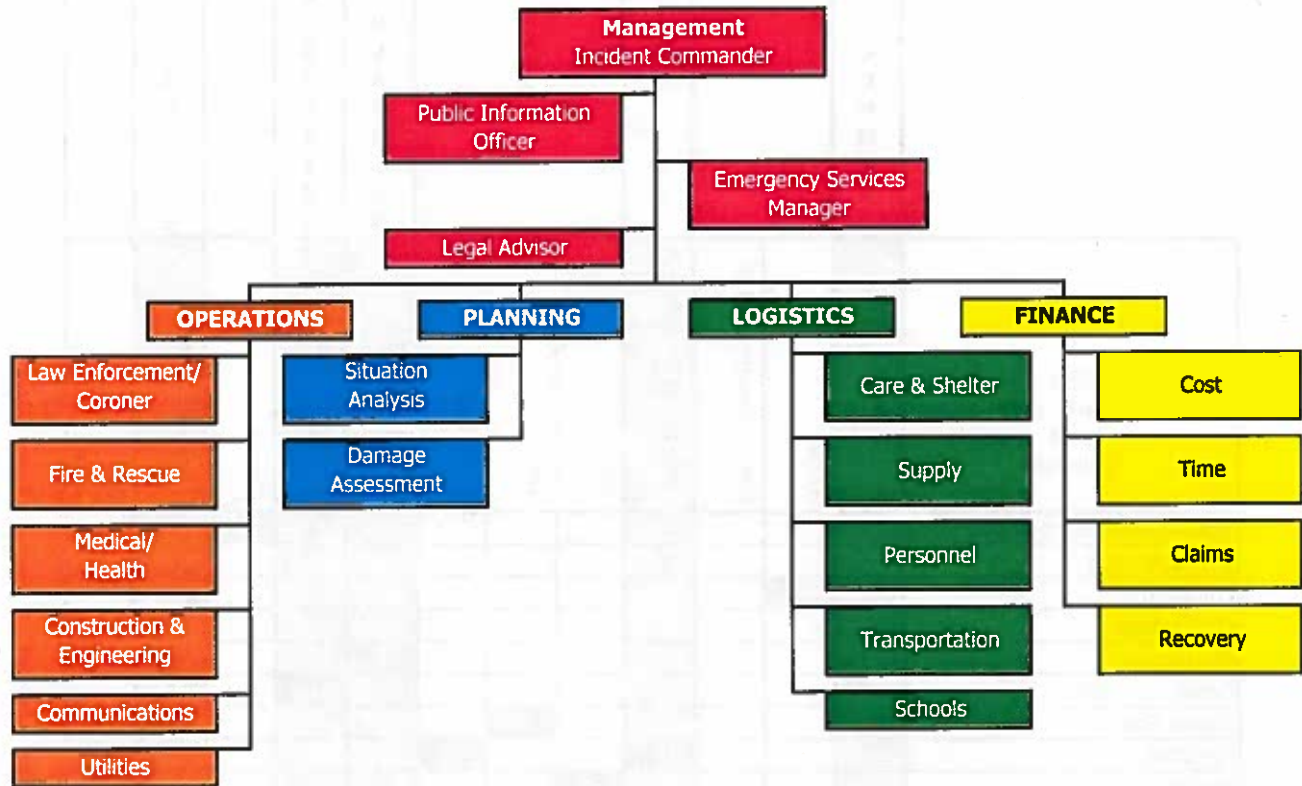 Management
Incident Commander
Public Information
Officer
Emergency Services
Manager
Legal Advisor
OPERATIONS
PLANNING
LOGISTICS
FINANCE
Law Enforcement/
Coroner
Fire & Rescue
Medical/
Health
Construction &
Engineering
Communications
Utilities
Situation
Analysis
Damage
Assessment
Care & Shelter
Supply
Personnel
Transportation
Schools
Cost
Time
Claims
Recovery